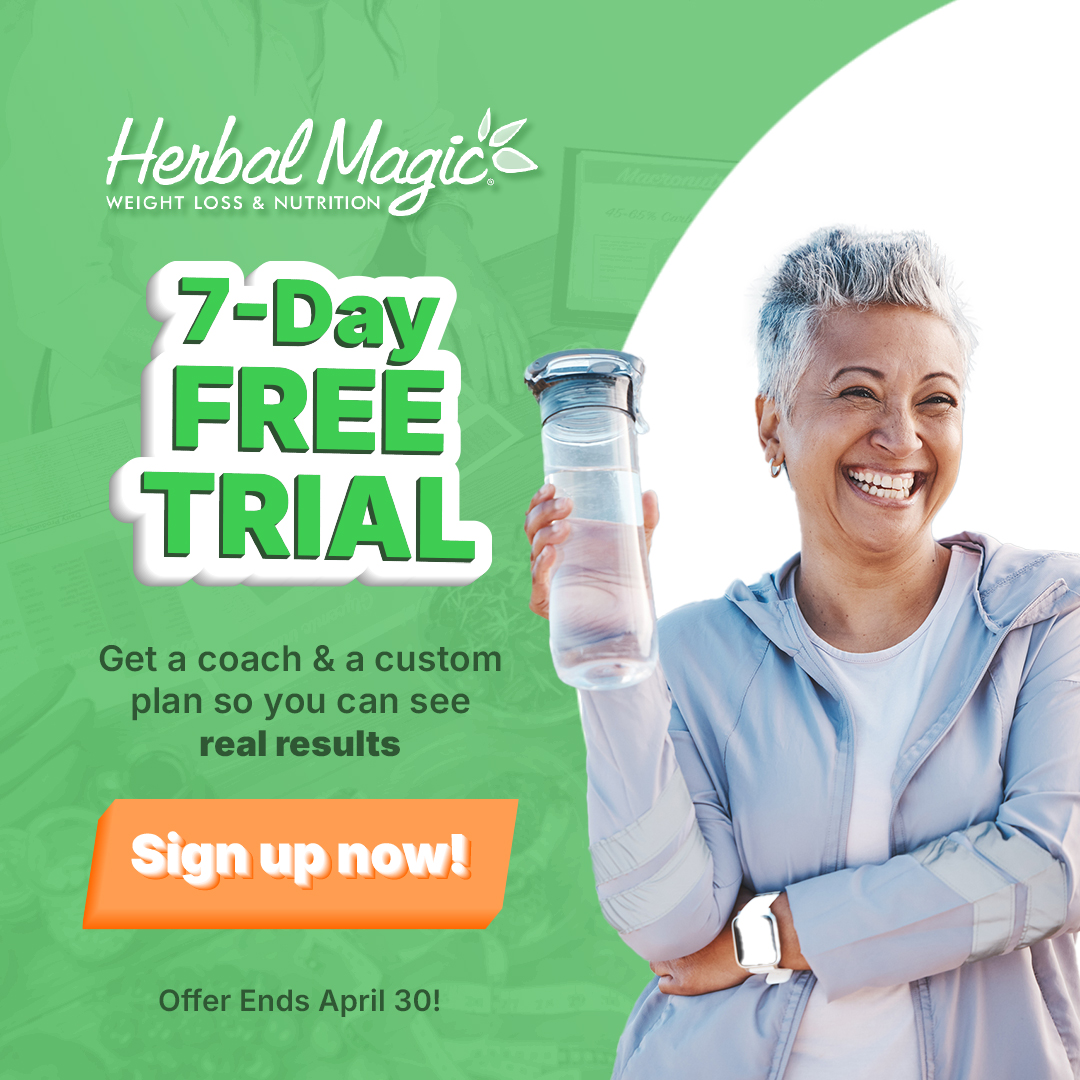 Herbal Magic®
WEIGHT LOSS & NUTRITION
7-Day
FREE
TRIAL
Get a coach & a custom
plan so you can see
real results
Sign up now!
Offer Ends April 30!